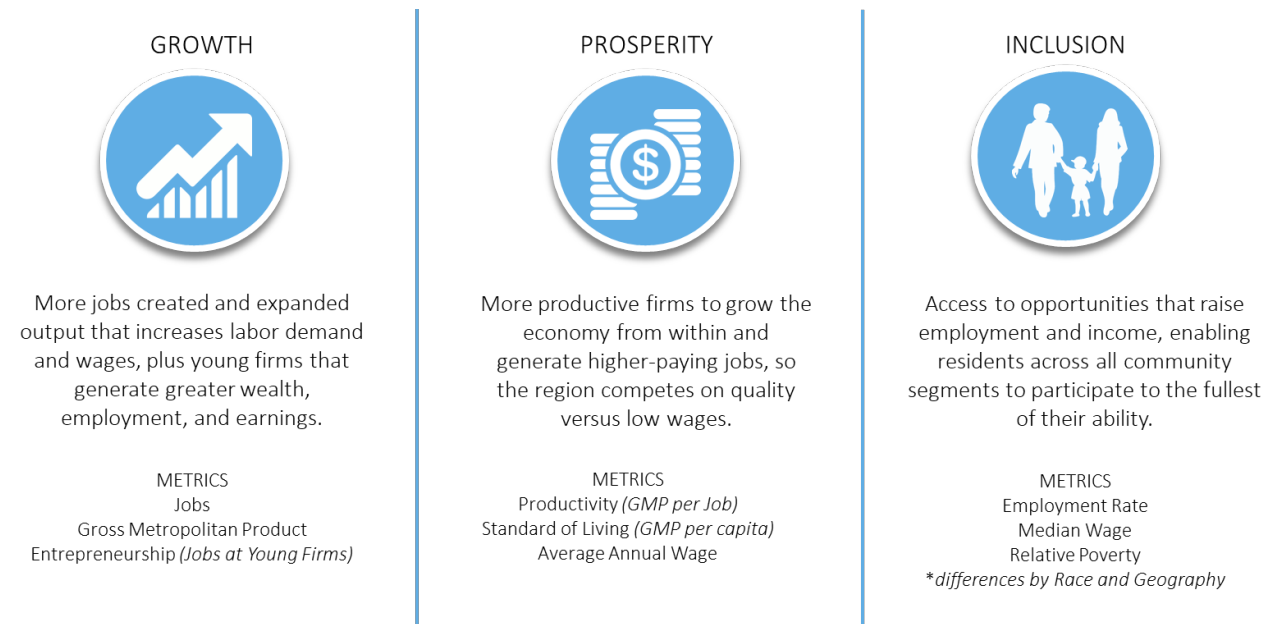 GROWTH
More jobs created and expanded
output that increases labor demand
and wages, plus young firms that
generate greater wealth,
employment, and earnings.
METRICS
Jobs
Gross Metropolitan Product
Entrepreneurship (Jobs at Young Firms)
PROSPERITY
$
More productive firms to grow the
economy from within and
generate higher-paying jobs, so
the region competes on quality
versus low wages.
METRICS
Productivity (GMP per Job)
Standard of Living (GMP per capita)
Average Annual Wage
INCLUSION
Access to opportunities that raise
employment and income, enabling
residents across all community
segments to participate to the fullest
of their ability.
METRICS
Employment Rate
Median Wage
Relative Poverty
*differences by Race and Geography